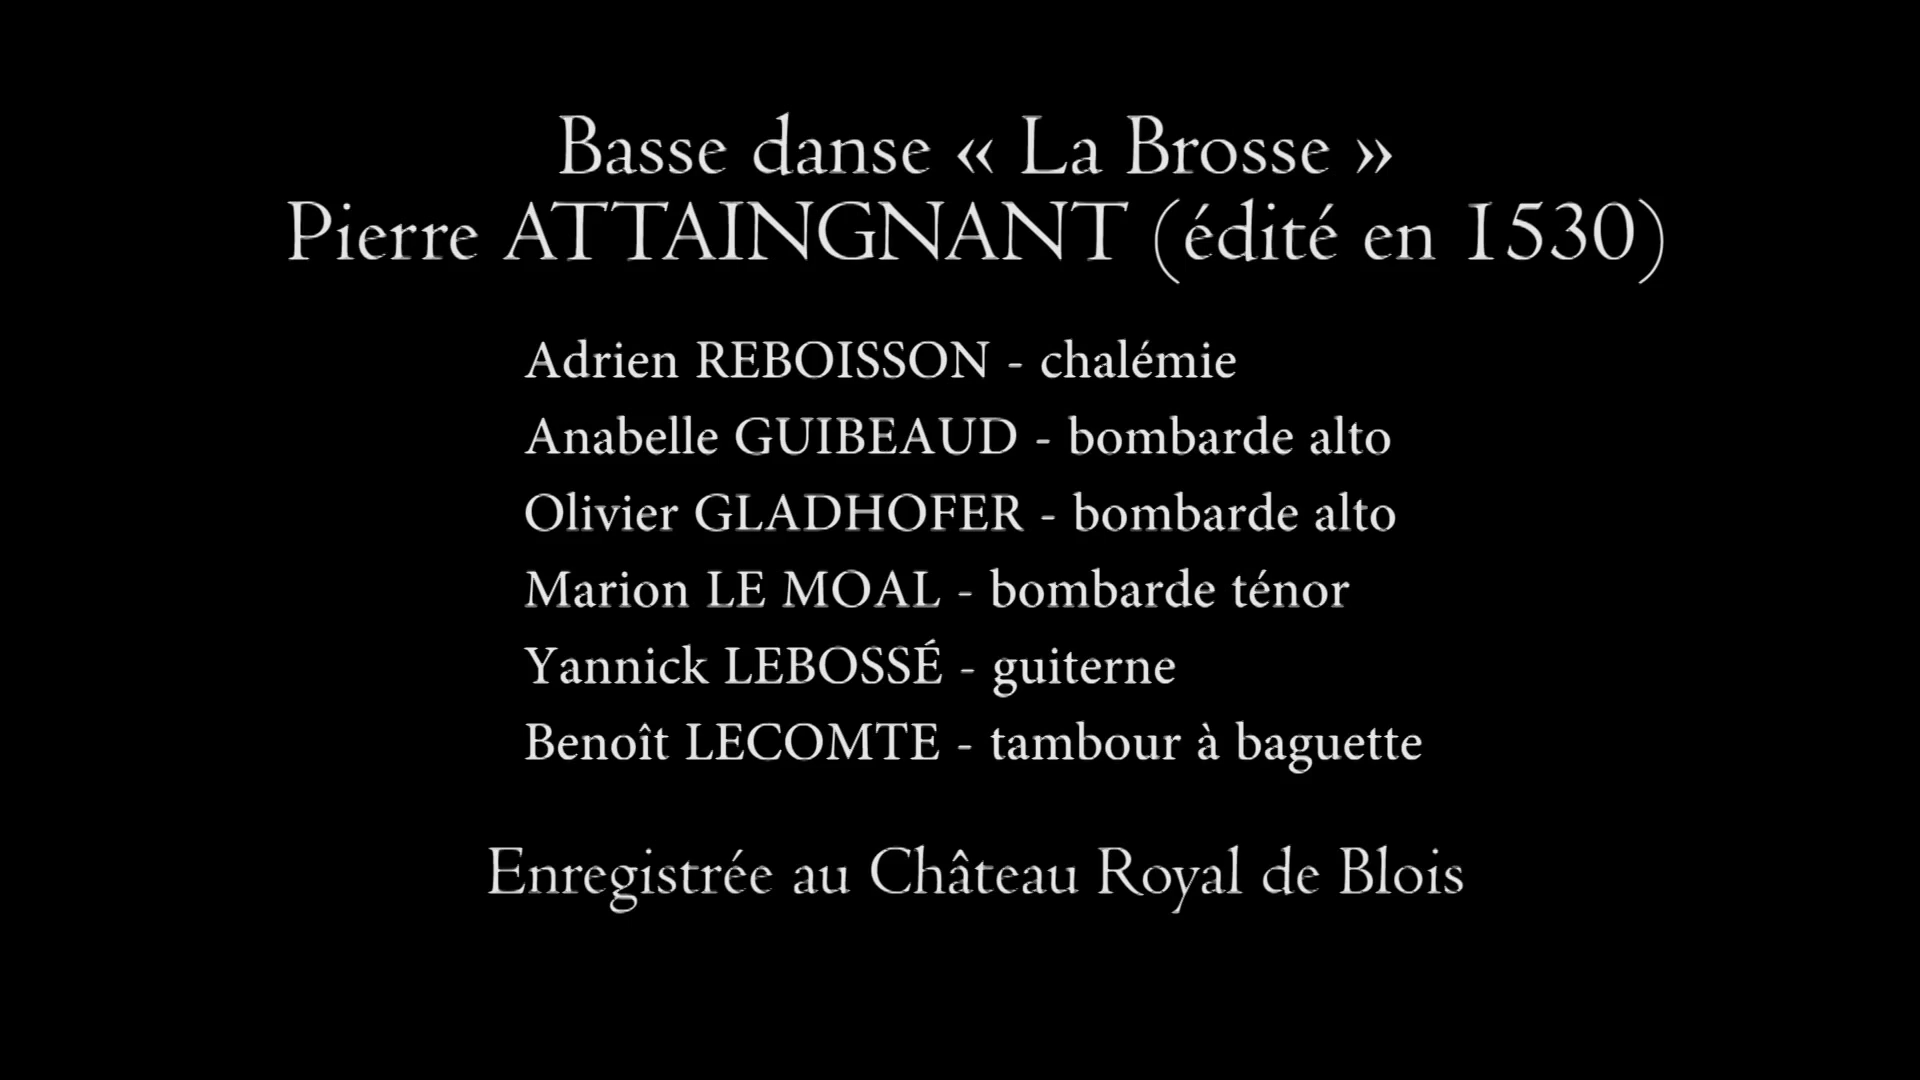 Basse danse « La Brosse »
Pierre ATTAINGNANT (édité en 1530)
Adrien REBOISSON - chalémie
Anabelle GUIBEAUD - bombarde alto
Olivier GLADHOFER - bombarde alto
Marion LE MOAL - bombarde ténor
Yannick LEBOSSÉ - guiterne
Benoît LECOMTE - tambour à baguette
Enregistrée au Château Royal de Blois